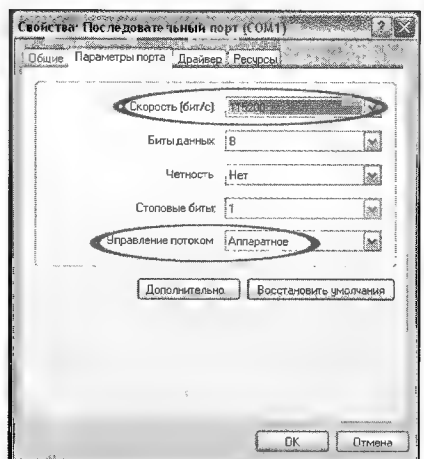 Свойства: Последовательный порт (COM1)
Общие Параметры порта Драйвер Ресурсы
Скорость (бит/с) 115200
Биты данных 8
Четность Нет
Стоповые биты: 1
Управление потоком Аппаратное
Дополнительно Восстановить умолчания
OK Отмена